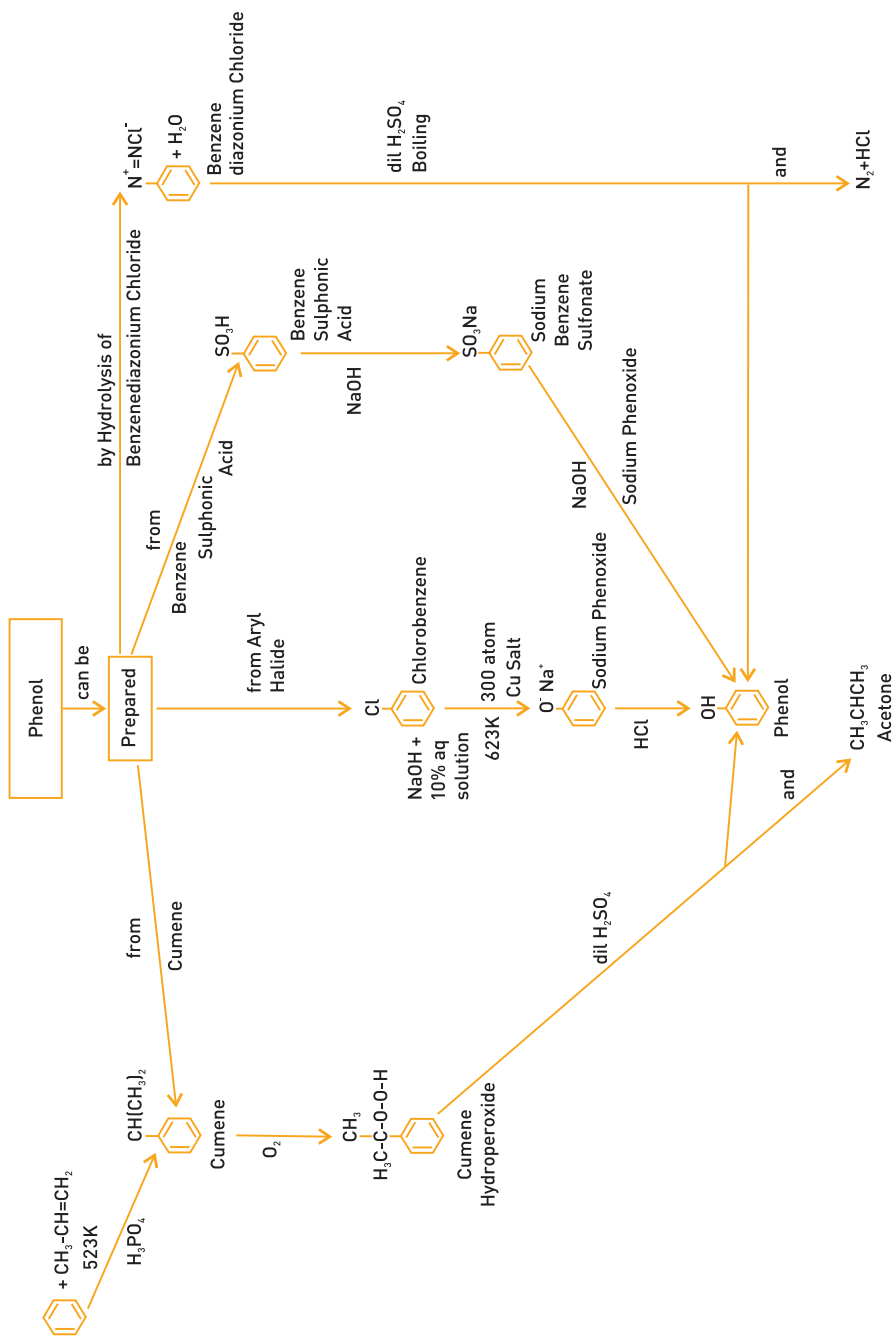 Phenol
can be
Prepared
from
Cumene
from Aryl
Halide
from
Benzene
Sulphonic
Acid
by Hydrolysis of
Benzenediazonium Chloride
+ CH₃-CH=CH₂
523K
H₃PO₄
CH(CH₃)₂
Cumene
O₂
CH₃
H₃C-C-O-O-H
Cumene
Hydroperoxide
dil H₂SO₄
and
CH₃CHCH₃
Acetone
Cl
Chlorobenzene
NaOH +
10% aq
solution
623K
300 atom
Cu Salt
O⁻ Na⁺
Sodium Phenoxide
HCl
OH
Phenol
SO₃H
Benzene
Sulphonic
Acid
NaOH
SO₃Na
Sodium
Benzene
Sulfonate
NaOH
Sodium Phenoxide
N⁺=NCl⁻
+ H₂O
Benzene
diazonium Chloride
dil H₂SO₄
Boiling
and
N₂+HCl